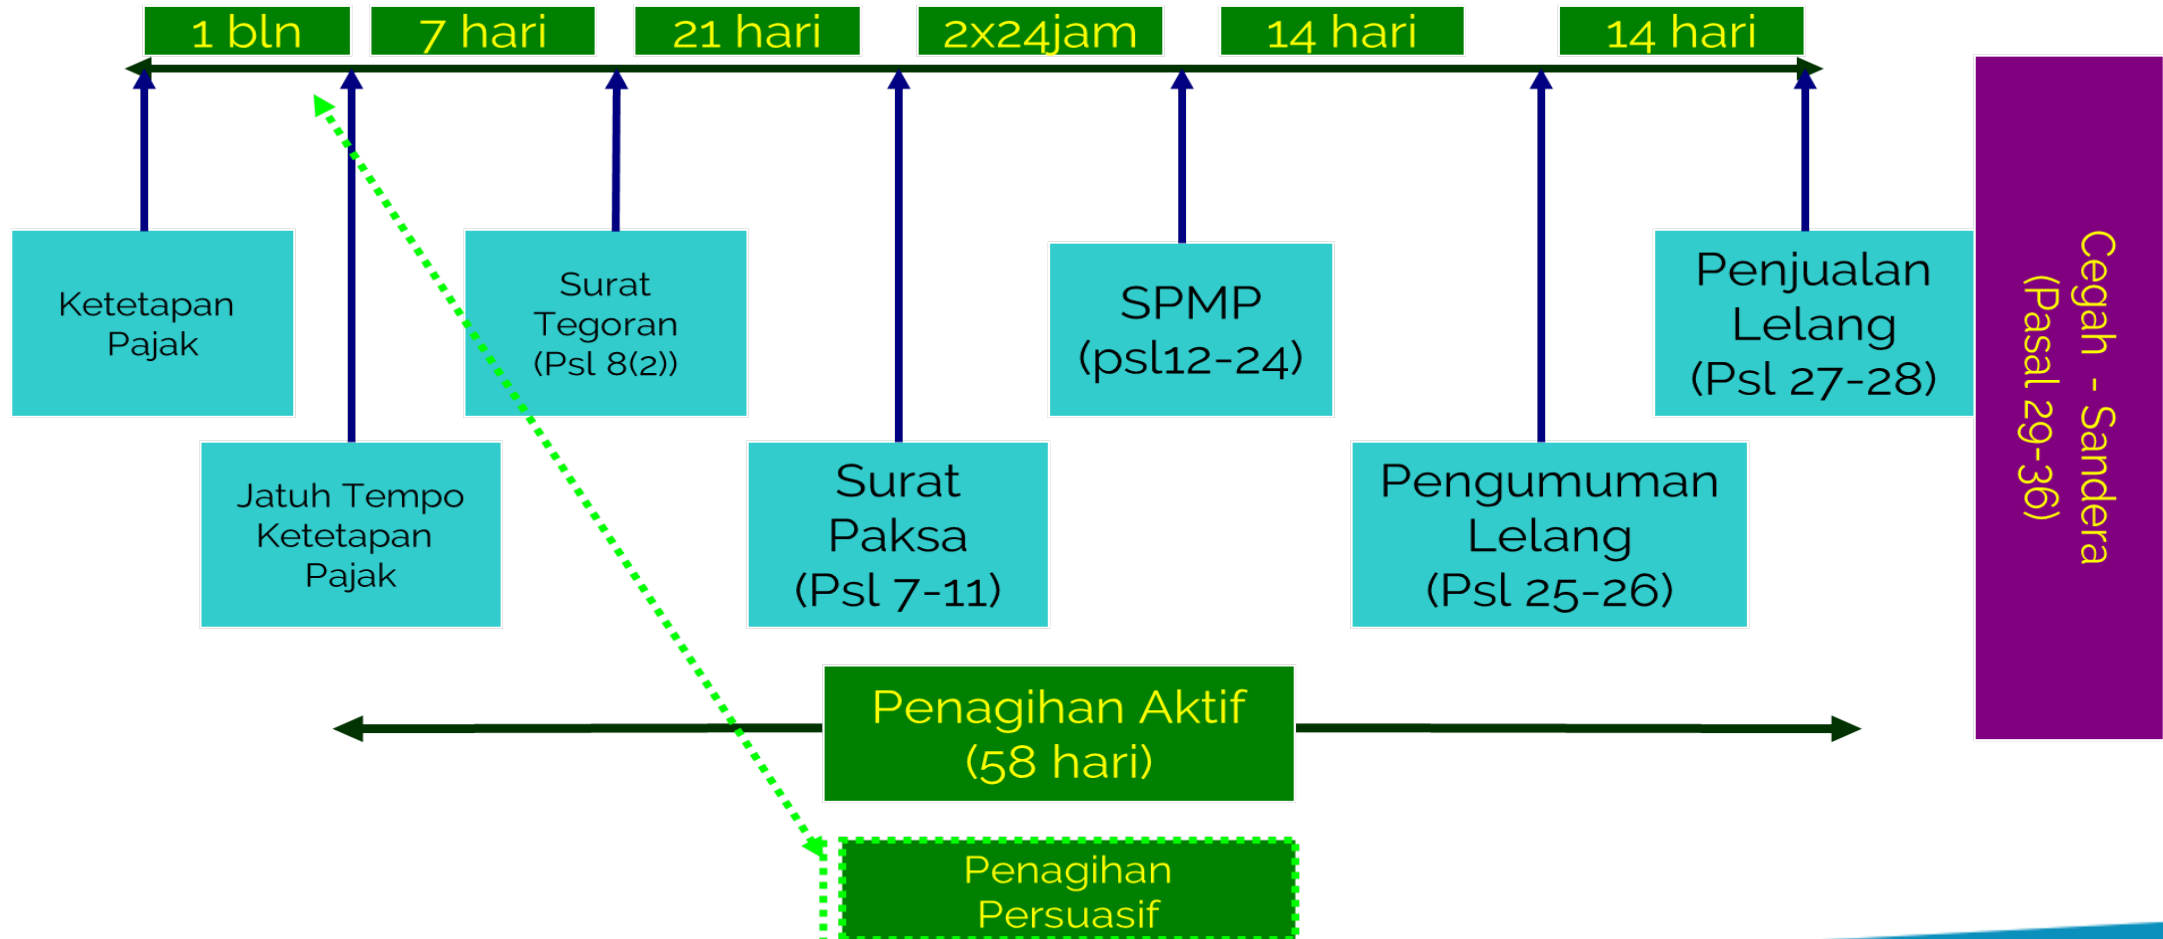 1 bln
7 hari
21 hari
2x24jam
14 hari
14 hari
Ketetapan
Pajak
Jatuh Tempo
Ketetapan
Pajak
Surat
Tegoran
(Psl 8(2))
Surat
Paksa
(Psl 7-11)
SPMP
(psl12-24)
Pengumuman
Lelang
(Psl 25-26)
Penjualan
Lelang
(Psl 27-28)
Cegah - Sandera
(Pasal 29-36)
Penagihan Aktif
(58 hari)
Penagihan
Persuasif